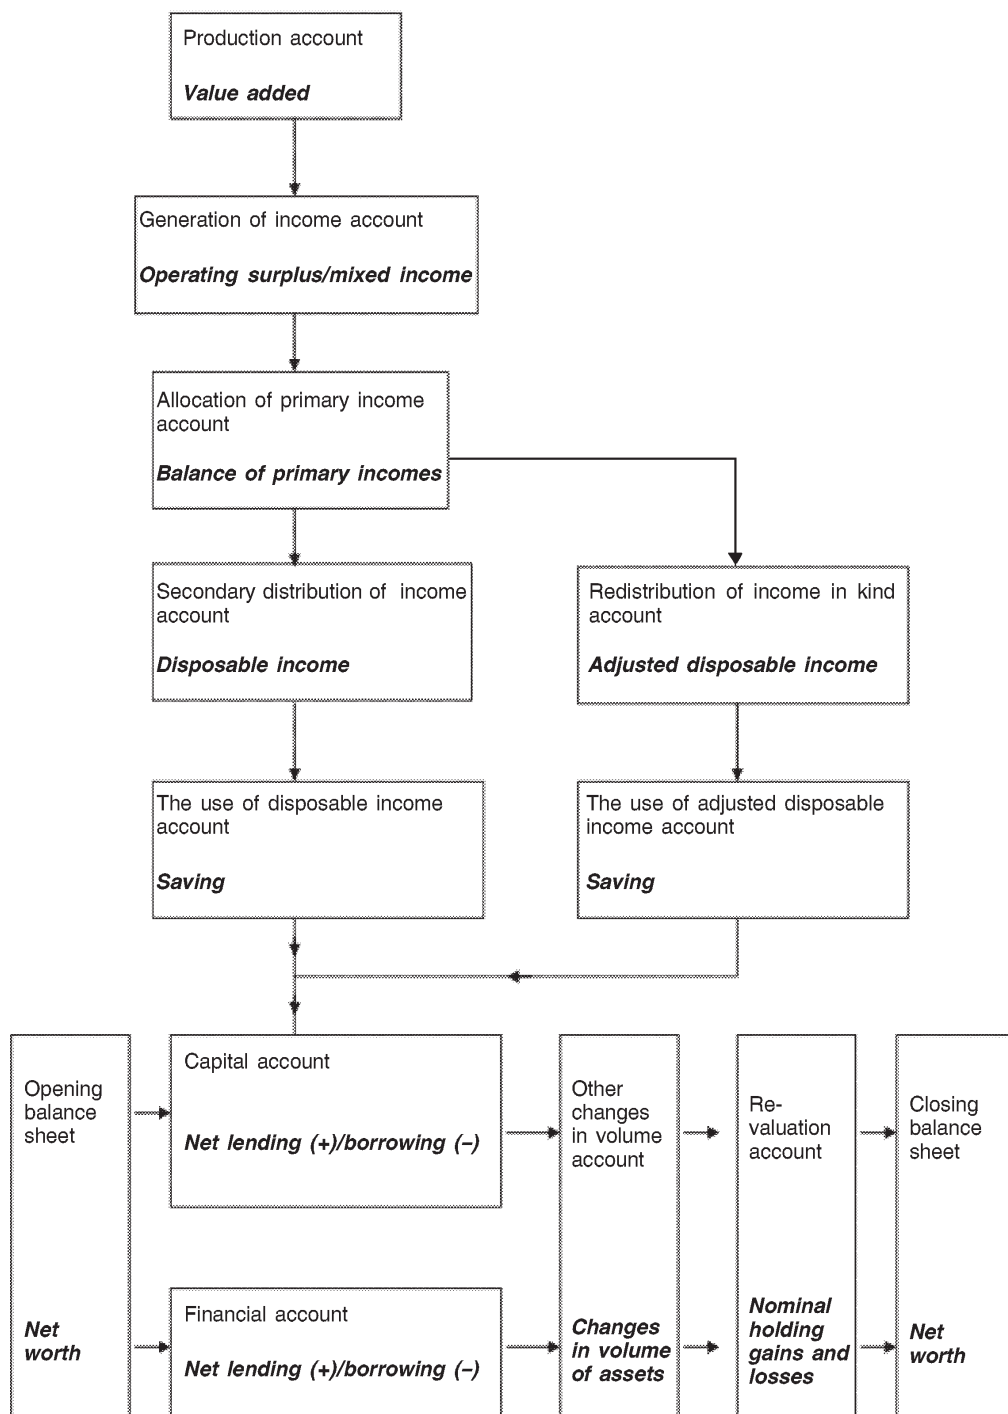 Production account
Value added
Generation of income account
Operating surplus/mixed income
Allocation of primary income
account
Balance of primary incomes
Secondary distribution of income
account
Disposable income
Redistribution of income in kind
account
Adjusted disposable income
The use of disposable income
account
Saving
The use of adjusted disposable
income account
Saving
Opening
balance
sheet
Net
worth
Capital account
Net lending (+)/borrowing (–)
Financial account
Net lending (+)/borrowing (–)
Other
changes
in volume
account
Changes
in volume
of assets
Re-
valuation
account
Nominal
holding
gains and
losses
Closing
balance
sheet
Net
worth